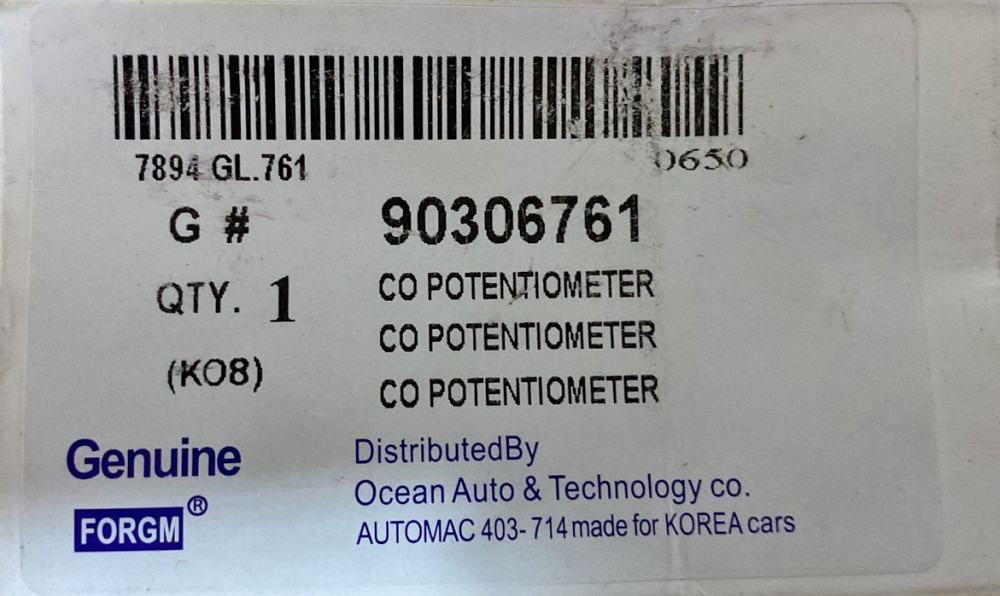 7894 GL.761 0650
G # 90306761
QTY. 1 CO POTENTIOMETER
CO POTENTIOMETER
(KO8) CO POTENTIOMETER
Genuine
FORGM®
DistributedBy
Ocean Auto & Technology co.
AUTOMAC 403-714 made for KOREA cars